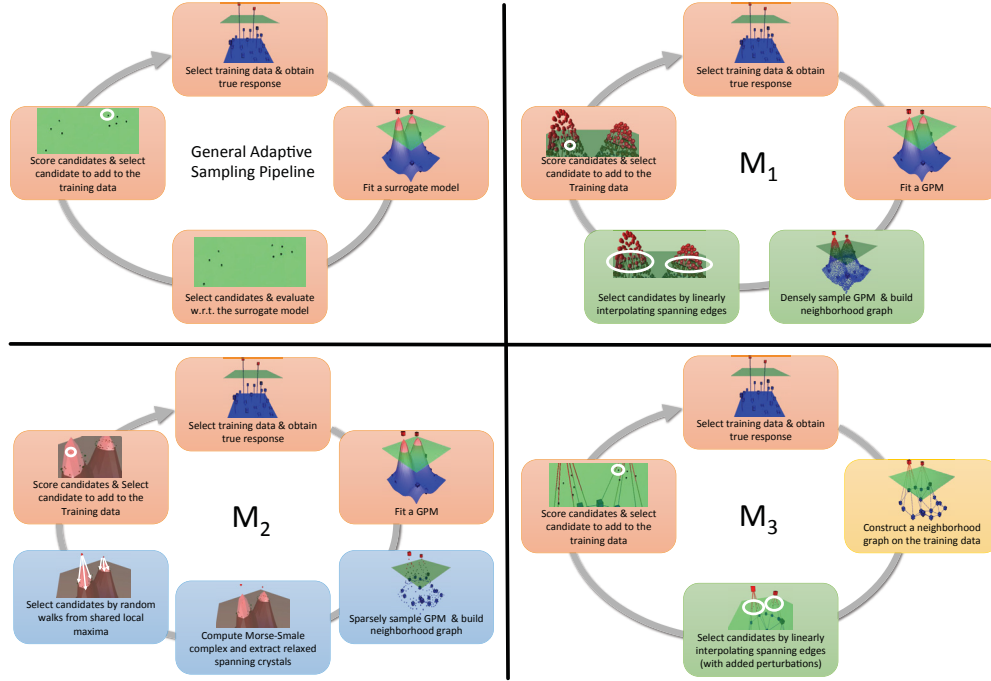 Select training data & obtain
true response
General Adaptive
Sampling Pipeline
Score candidates & select
candidate to add to the
training data
Fit a surrogate model
Select candidates & evaluate
w.r.t. the surrogate model
Select training data & obtain
true response
M1
Score candidates & select
candidate to add to the
Training data
Fit a GPM
Select candidates by linearly
interpolating spanning edges
Densely sample GPM & build
neighborhood graph
Select training data & obtain
true response
M2
Score candidates & Select
candidate to add to the
Training data
Fit a GPM
Select candidates by random
walks from shared local
maxima
Compute Morse-Smale
complex and extract relaxed
spanning crystals
Sparsely sample GPM & build
neighborhood graph
Select training data & obtain
true response
M3
Score candidates & select
candidate to add to the
training data
Construct a neighborhood
graph on the training data
Select candidates by linearly
interpolating spanning edges
(with added perturbations)